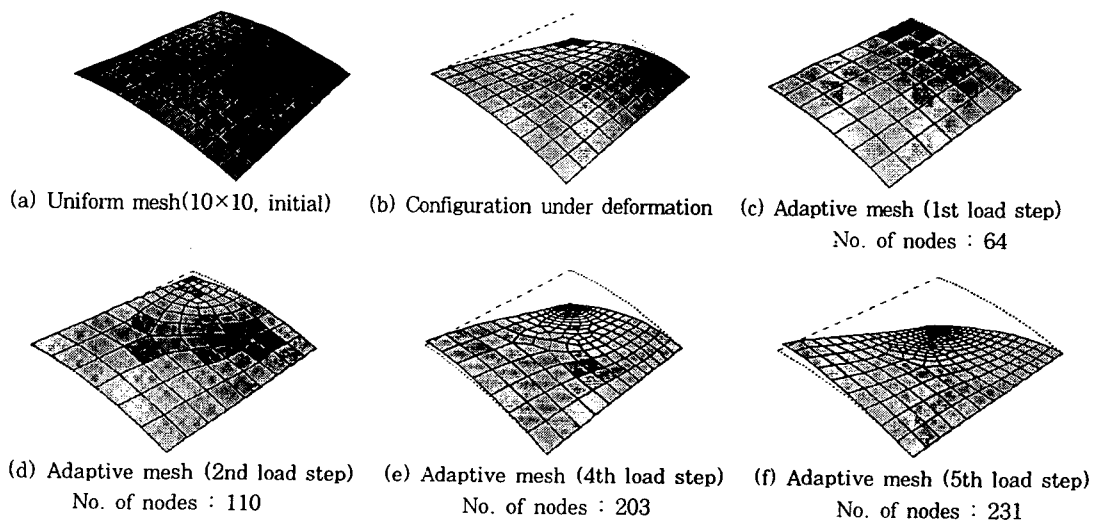 (a) Uniform mesh(10×10, initial)
(b) Configuration under deformation
(c) Adaptive mesh (1st load step)
No. of nodes : 64
(d) Adaptive mesh (2nd load step)
No. of nodes : 110
(e) Adaptive mesh (4th load step)
No. of nodes : 203
(f) Adaptive mesh (5th load step)
No. of nodes : 231